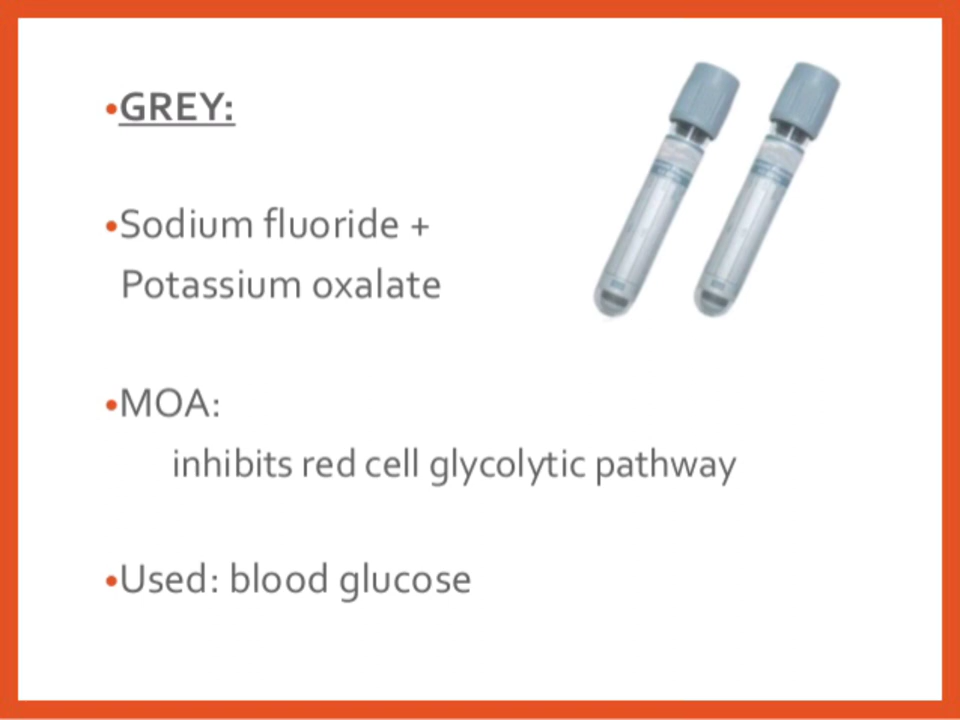 •GREY:
•Sodium fluoride +
Potassium oxalate
•MOA:
inhibits red cell glycolytic pathway
•Used: blood glucose